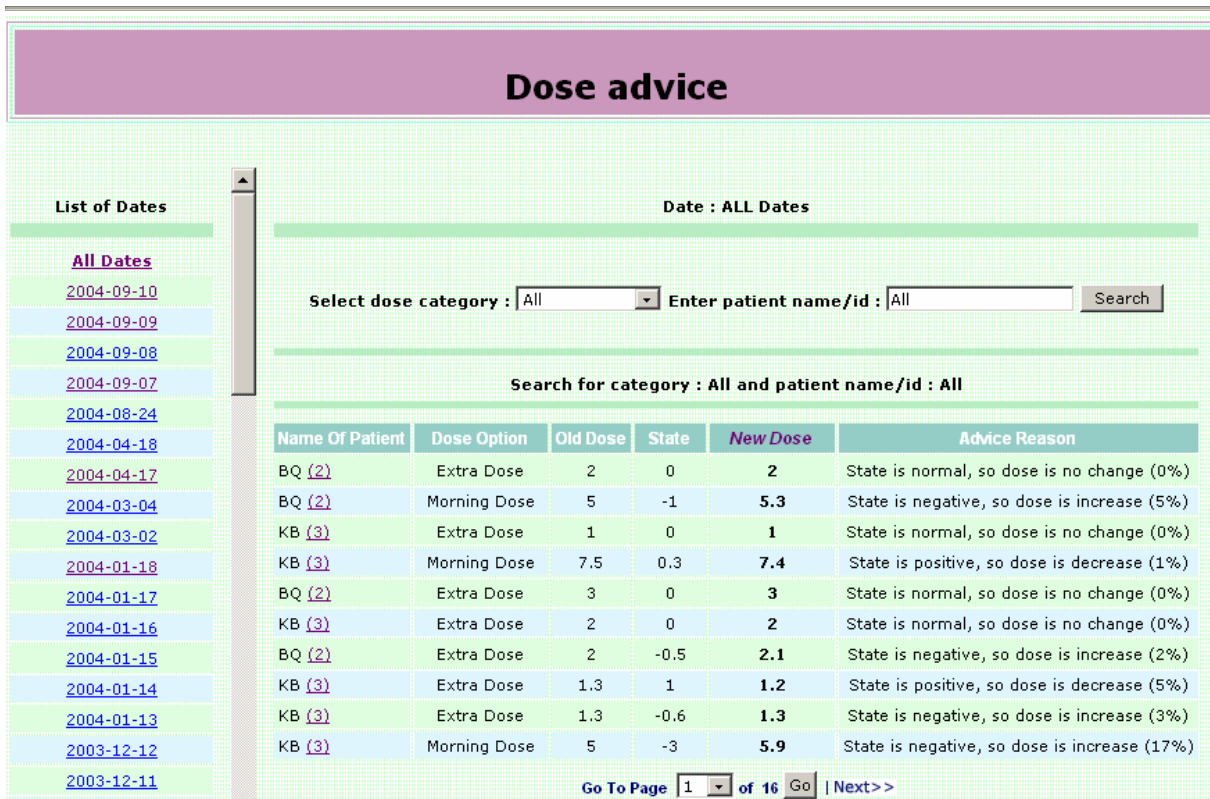 Dose advice
List of Dates
All Dates
2004-09-10
2004-09-09
2004-09-08
2004-09-07
2004-08-24
2004-04-18
2004-04-17
2004-03-04
2004-03-02
2004-01-18
2004-01-17
2004-01-16
2004-01-15
2004-01-14
2004-01-13
2003-12-12
2003-12-11
Date : ALL Dates
Select dose category : All Enter patient name/id : All Search
Search for category : All and patient name/id : All
Name Of Patient Dose Option Old Dose State New Dose Advice Reason
BQ (2) Extra Dose 2 0 2 State is normal, so dose is no change (0%)
BQ (2) Morning Dose 5 -1 5.3 State is negative, so dose is increase (5%)
KB (3) Extra Dose 1 0 1 State is normal, so dose is no change (0%)
KB (3) Morning Dose 7.5 0.3 7.4 State is positive, so dose is decrease (1%)
BQ (2) Extra Dose 3 0 3 State is normal, so dose is no change (0%)
KB (3) Extra Dose 2 0 2 State is normal, so dose is no change (0%)
BQ (2) Extra Dose 2 -0.5 2.1 State is negative, so dose is increase (2%)
KB (3) Extra Dose 1.3 1 1.2 State is positive, so dose is decrease (5%)
KB (3) Extra Dose 1.3 -0.6 1.3 State is negative, so dose is increase (3%)
KB (3) Morning Dose 5 -3 5.9 State is negative, so dose is increase (17%)
Go To Page 1 of 16 Go | Next>>